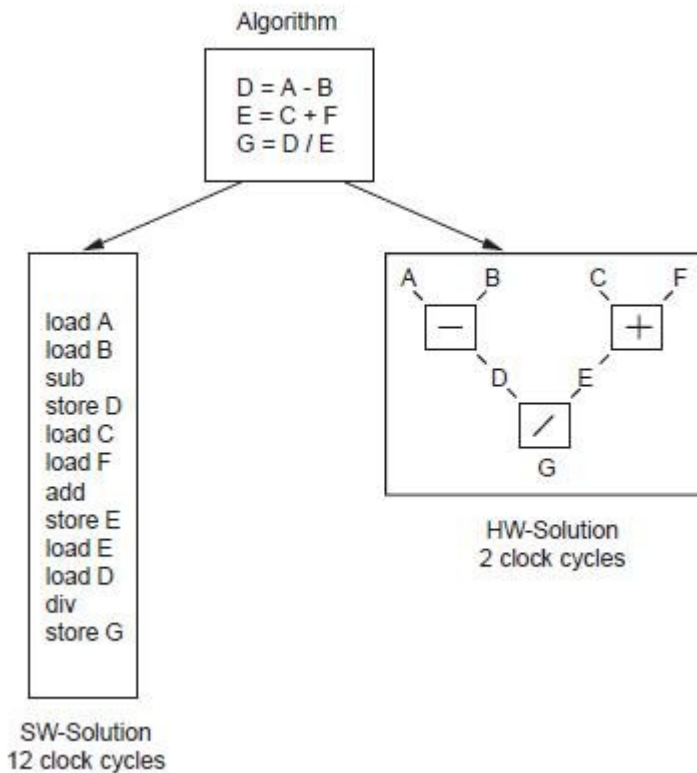 Algorithm
D = A - B
E = C + F
G = D / E
load A
load B
sub
store D
load C
load F
add
store E
load E
load D
div
store G
SW-Solution
12 clock cycles
A B C F
− +
D E
/
G
HW-Solution
2 clock cycles